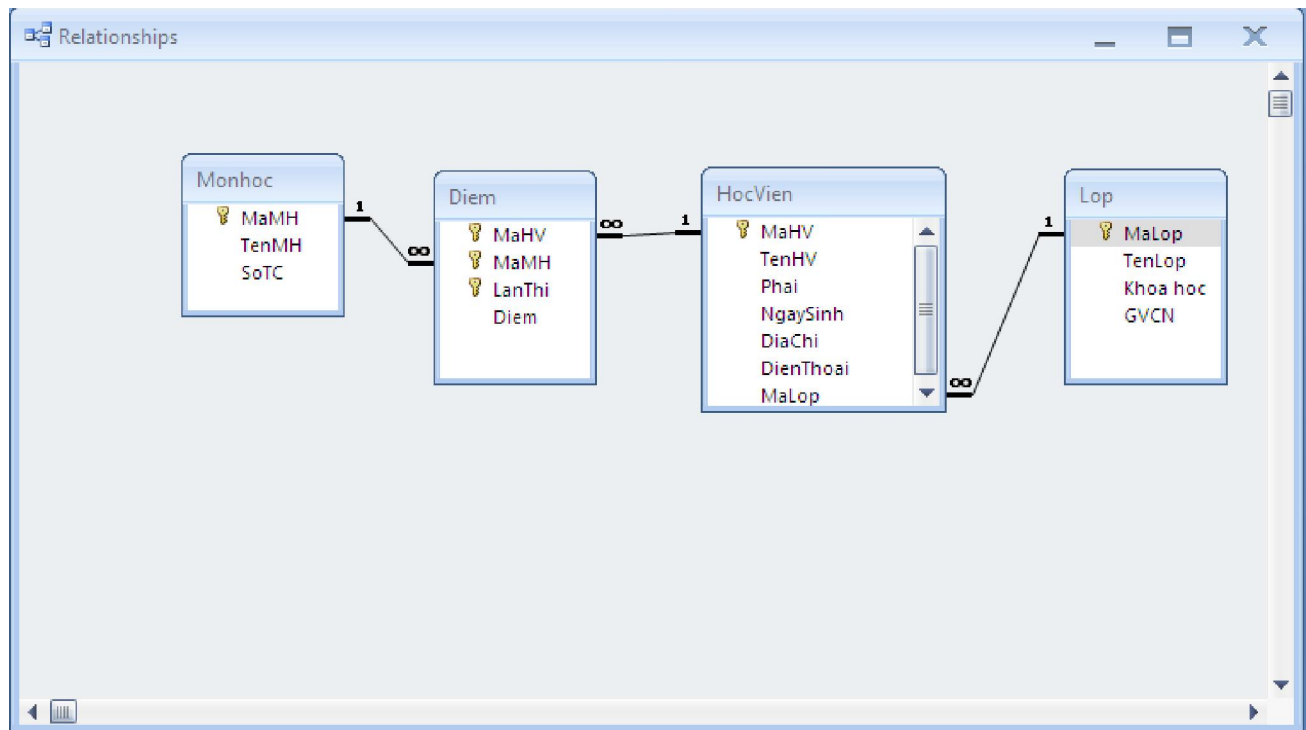 Relationships
Monhoc
MaMH
TenMH
SoTC
1
∞
Diem
MaHV
MaMH
LanThi
Diem
∞
1
HocVien
MaHV
TenHV
Phai
NgaySinh
DiaChi
DienThoai
MaLop
∞
1
Lop
MaLop
TenLop
Khoa hoc
GVCN